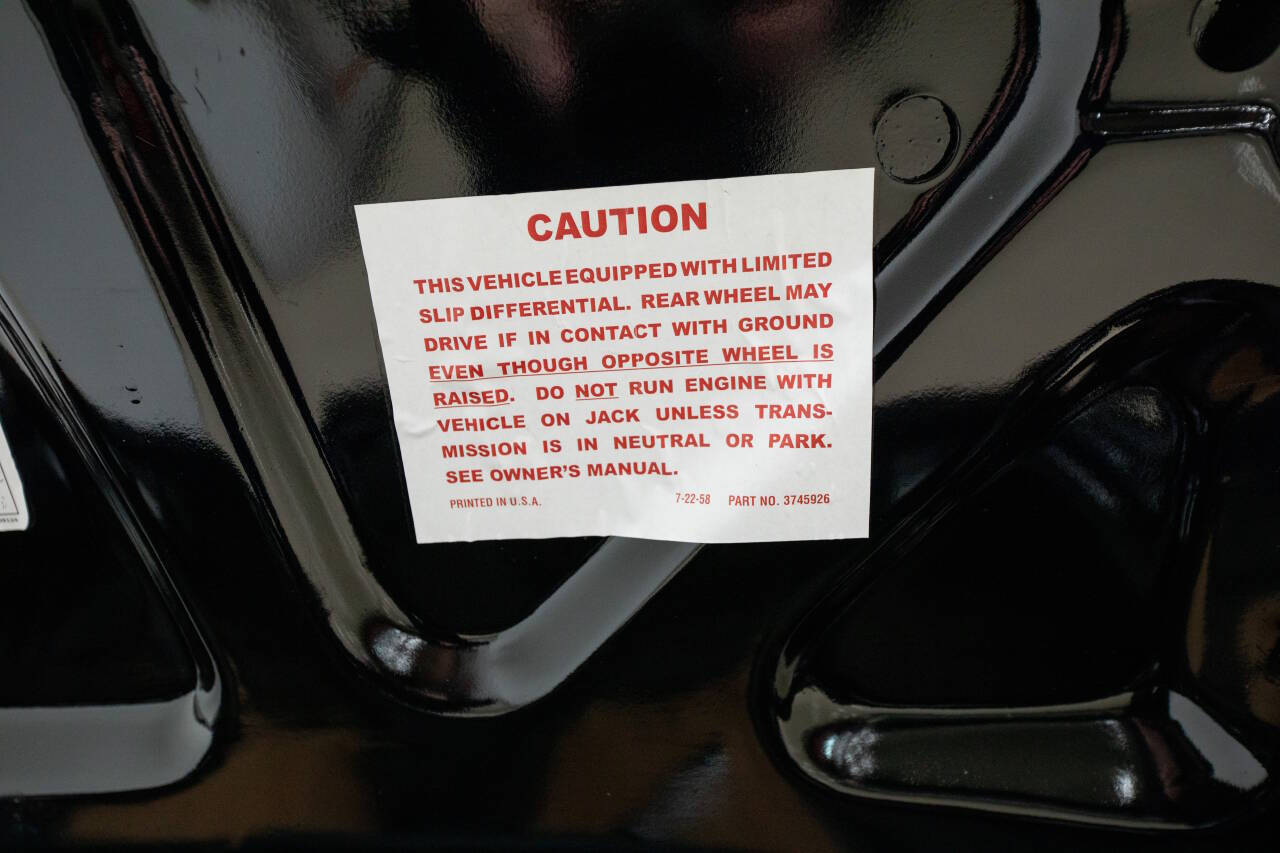 CAUTION
THIS VEHICLE EQUIPPED WITH LIMITED
SLIP DIFFERENTIAL. REAR WHEEL MAY
DRIVE IF IN CONTACT WITH GROUND
EVEN THOUGH OPPOSITE WHEEL IS
RAISED. DO NOT RUN ENGINE WITH
VEHICLE ON JACK UNLESS TRANS-
MISSION IS IN NEUTRAL OR PARK.
SEE OWNER'S MANUAL.
PRINTED IN U.S.A. 7-22-58 PART NO. 3745926